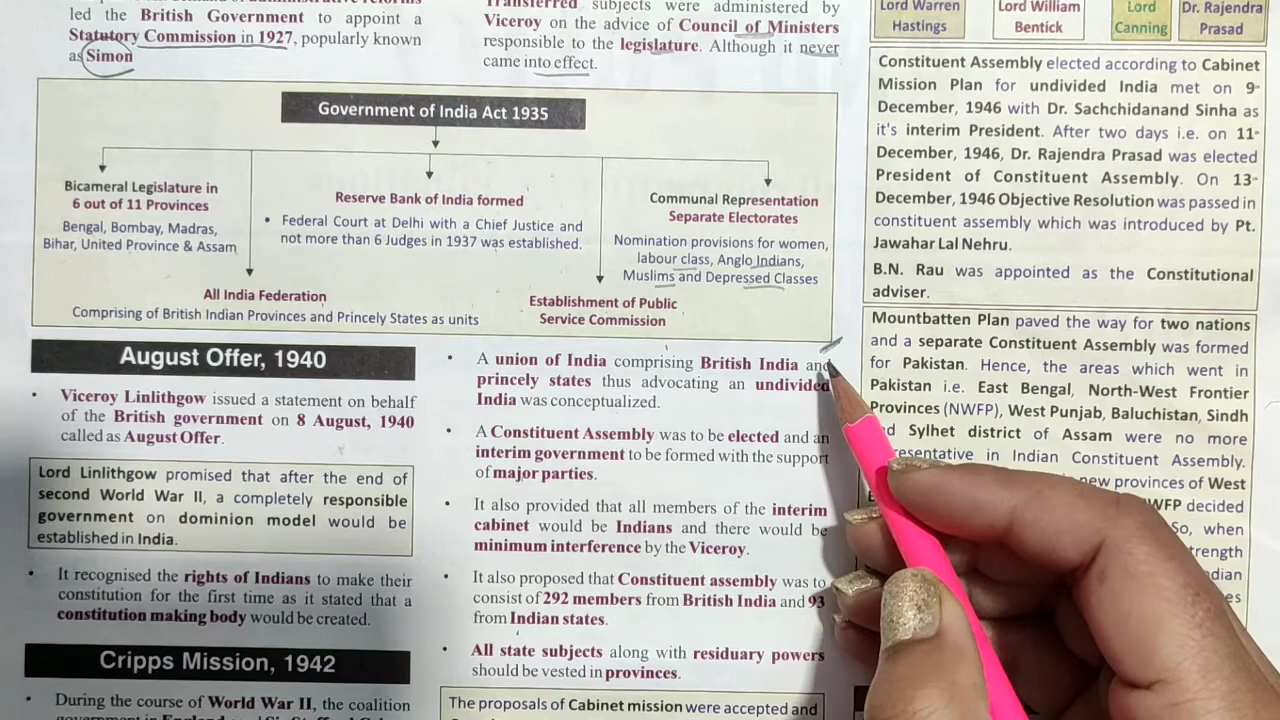 led the British Government to appoint a
Statutory Commission in 1927, popularly known
as Simon
Transferred subjects were administered by
Viceroy on the advice of Council of Ministers
responsible to the legislature. Although it never
came into effect.
Government of India Act 1935
Bicameral Legislature in
6 out of 11 Provinces
Bengal, Bombay, Madras,
Bihar, United Province & Assam
Reserve Bank of India formed
• Federal Court at Delhi with a Chief Justice and
not more than 6 Judges in 1937 was established.
Communal Representation
Separate Electorates
Nomination provisions for women,
labour class, Anglo Indians,
Muslims and Depressed Classes
All India Federation
Comprising of British Indian Provinces and Princely States as units
Establishment of Public
Service Commission
August Offer, 1940
• Viceroy Linlithgow issued a statement on behalf
of the British government on 8 August, 1940
called as August Offer.
Lord Linlithgow promised that after the end of
second World War II, a completely responsible
government on dominion model would be
established in India.
• It recognised the rights of Indians to make their
constitution for the first time as it stated that a
constitution making body would be created.
Cripps Mission, 1942
• During the course of World War II, the coalition
• A union of India comprising British India and
princely states thus advocating an undivided
India was conceptualized.
• A Constituent Assembly was to be elected and an
interim government to be formed with the support
of major parties.
• It also provided that all members of the interim
cabinet would be Indians and there would be
minimum interference by the Viceroy.
• It also proposed that Constituent assembly was to
consist of 292 members from British India and 93
from Indian states.
• All state subjects along with residuary powers
should be vested in provinces.
The proposals of Cabinet mission were accepted and
Lord Warren
Hastings
Lord William
Bentick
Lord
Canning
Dr. Rajendra
Prasad
Constituent Assembly elected according to Cabinet
Mission Plan for undivided India met on 9
December, 1946 with Dr. Sachchidanand Sinha as
it's interim President. After two days i.e. on 11
December, 1946, Dr. Rajendra Prasad was elected
President of Constituent Assembly. On 13
December, 1946 Objective Resolution was passed in
constituent assembly which was introduced by Pt.
Jawahar Lal Nehru.
B.N. Rau was appointed as the Constitutional
adviser.
Mountbatten Plan paved the way for two nations
and a separate Constituent Assembly was formed
for Pakistan. Hence, the areas which went in
Pakistan i.e. East Bengal, North-West Frontier
Provinces (NWFP), West Punjab, Baluchistan, Sindh
Sylhet district of Assam were no more
in Indian Constituent Assembly.
new provinces of West
NWFP decided
So, when